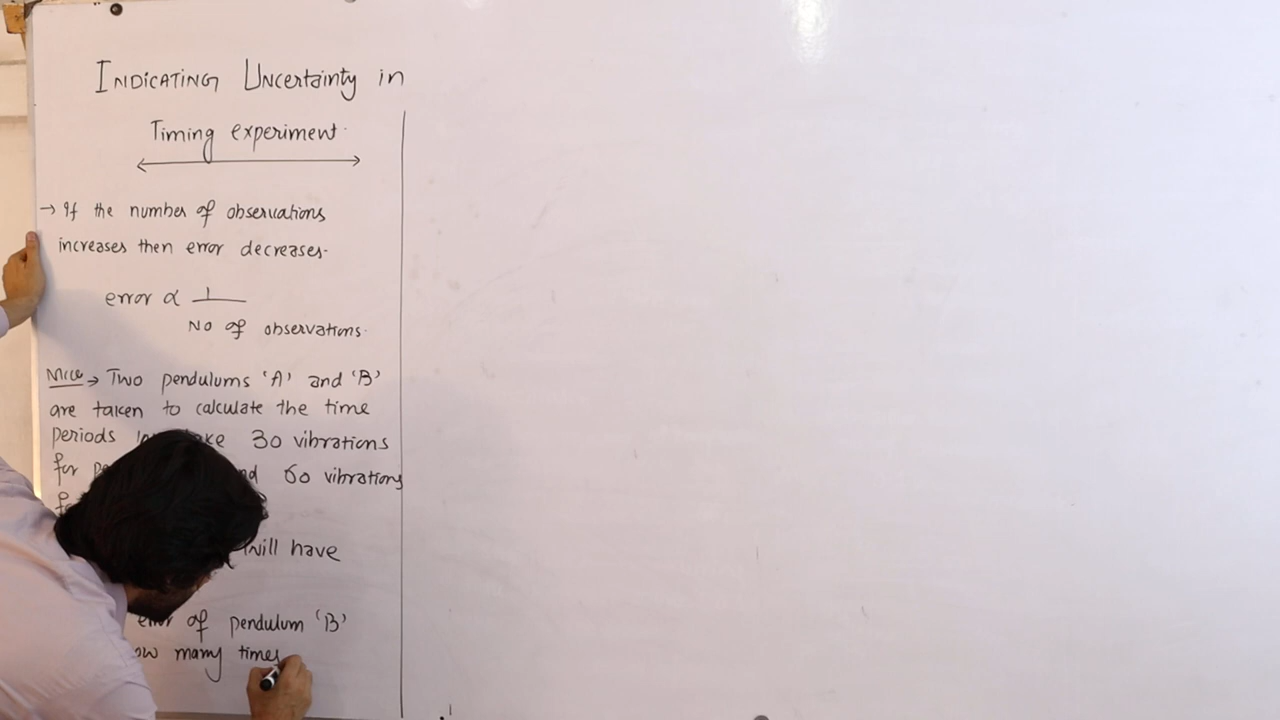 INDICATING Uncertainty in
Timing experiment
→ If the number of observations
increases then error decreases.
error ∝ 1
No of observations.
→ Two pendulums 'A' and 'B'
are taken to calculate the time
periods 30 vibrations
for 60 vibrations
will have
of pendulum 'B'
many times